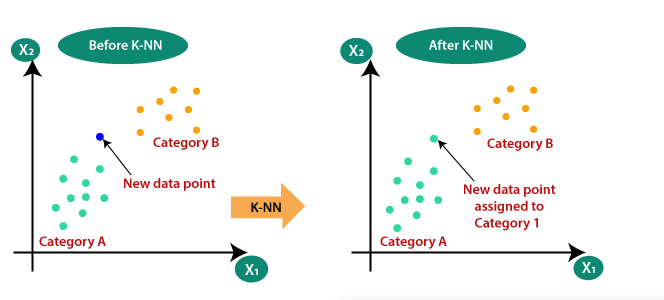 X2
Before K-NN
Category B
New data point
Category A
X1
K-NN
X2
After K-NN
Category B
New data point
assigned to
Category 1
Category A
X1